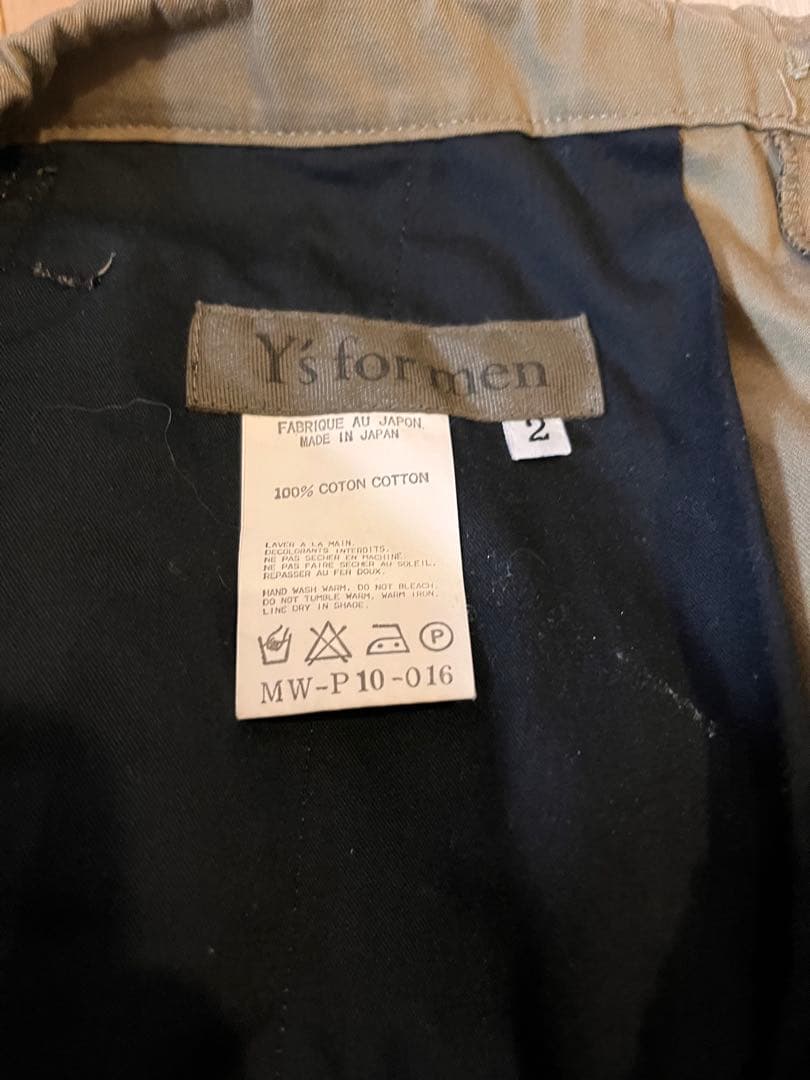 Y's for men
FABRIQUE AU JAPON.
MADE IN JAPAN
2
100% COTON COTTON
LAVER A LA MAIN.
DECOLORANTS INTERDITS.
NE PAS SECHER EN MACHINE
NE PAS FAIRE SECHER AU SOLEIL.
REPASSER AU FER DOUX.
HAND WASH WARM. DO NOT BLEACH.
DO NOT TUMBLE WARM, WARM IRON.
LINE DRY IN SHADE.
P
MW-P10-016